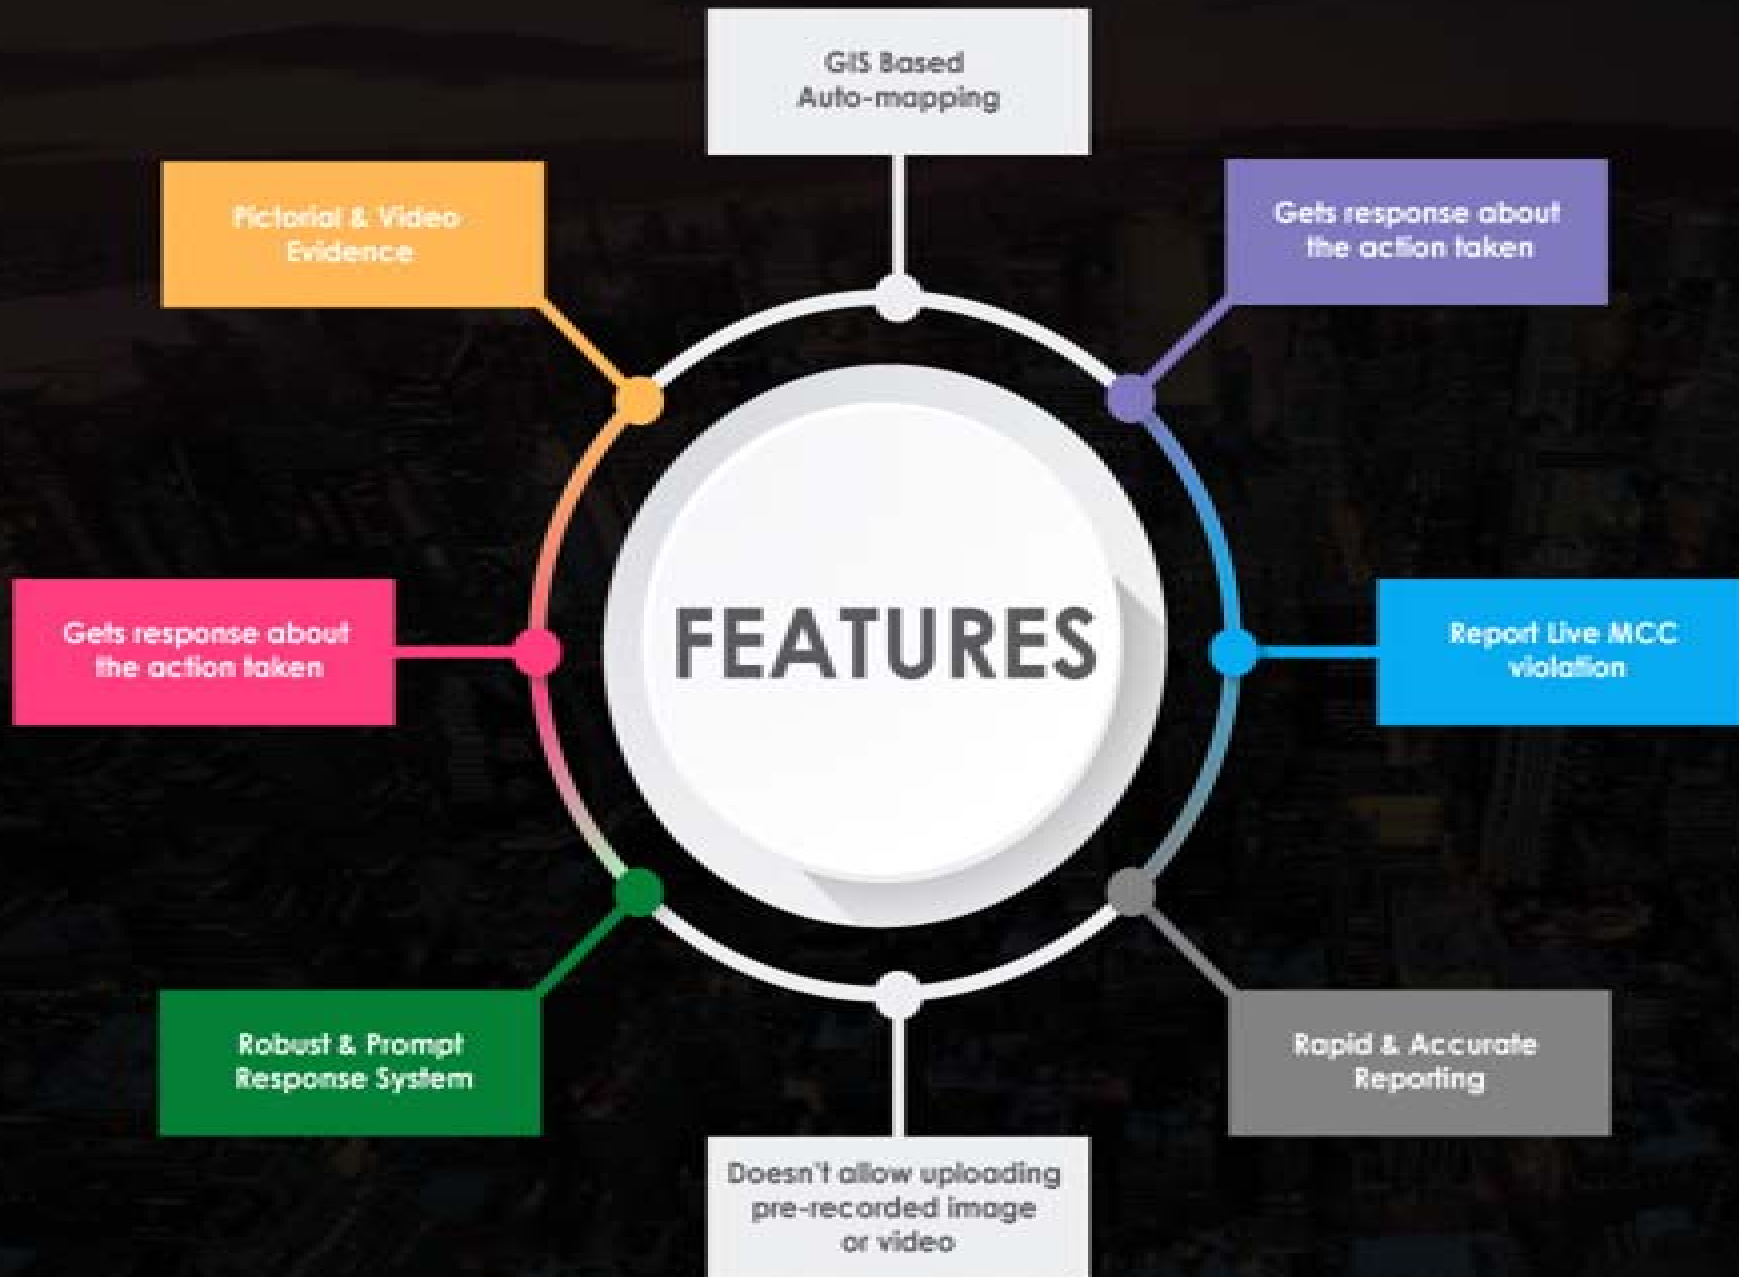 GIS Based
Auto-mapping
Pictorial & Video
Evidence
Gets response about
the action taken
Gets response about
the action taken
FEATURES
Report Live MCC
violation
Robust & Prompt
Response System
Rapid & Accurate
Reporting
Doesn't allow uploading
pre-recorded image
or video